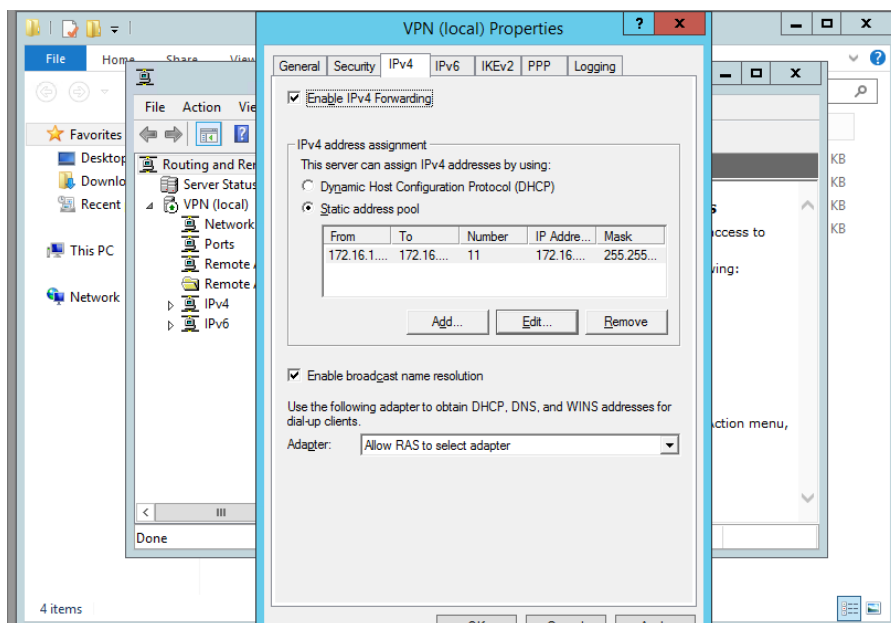 VPN (local) Properties
?
x
File
Home
Share
View
General
Security
IPv4
IPv6
IKEv2
PPP
Logging
Enable IPv4 Forwarding
IPv4 address assignment
This server can assign IPv4 addresses by using:
Dynamic Host Configuration Protocol (DHCP)
Static address pool
From To Number IP Addre... Mask
172.16.1.... 172.16.... 11 172.16.... 255.255...
Add...
Edit...
Remove
Enable broadcast name resolution
Use the following adapter to obtain DHCP, DNS, and WINS addresses for
dial-up clients.
Adapter:
Allow RAS to select adapter
File Action
Routing and
Server Status
VPN (local)
Network
Ports
Remote
Remote
IPv4
IPv6
Done
Favorites
Desktop
Recent
This PC
Network
4 items
ccess to
ing:
ction menu,
KB
KB
KB
KB